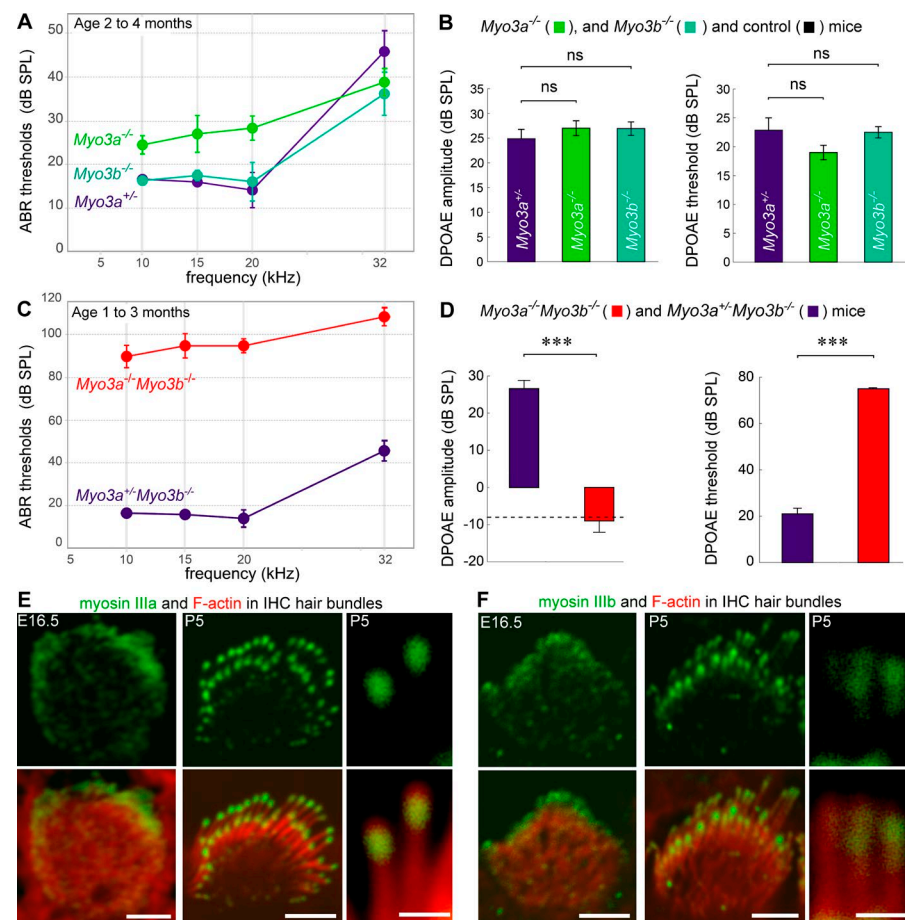 A
Age 2 to 4 months
ABR thresholds (dB SPL)
50
40
30
20
10
0
Myo3a-/-
Myo3b-/-
Myo3a+/-
5 10 15 20 32
frequency (kHz)
B
Myo3a-/- ( ), and Myo3b-/- ( ) and control ( ) mice
DPOAE amplitude (dB SPL)
35
30
25
20
15
10
5
0
ns
ns
Myo3a+/-
Myo3a-/-
Myo3b-/-
DPOAE threshold (dB SPL)
35
30
25
20
15
10
5
0
ns
ns
Myo3a+/-
Myo3a-/-
Myo3b-/-
C
Age 1 to 3 months
ABR thresholds (dB SPL)
120
100
80
60
40
20
0
Myo3a-/-Myo3b-/-
Myo3a+/-Myo3b-/-
5 10 15 20 32
frequency (kHz)
D
Myo3a-/-Myo3b-/- ( ) and Myo3a+/-Myo3b-/- ( ) mice
DPOAE amplitude (dB SPL)
30
20
10
0
-10
-20
***
DPOAE threshold (dB SPL)
80
60
40
20
0
***
E
myosin IIIa and F-actin in IHC hair bundles
E16.5
P5
P5
F
myosin IIIb and F-actin in IHC hair bundles
E16.5
P5
P5